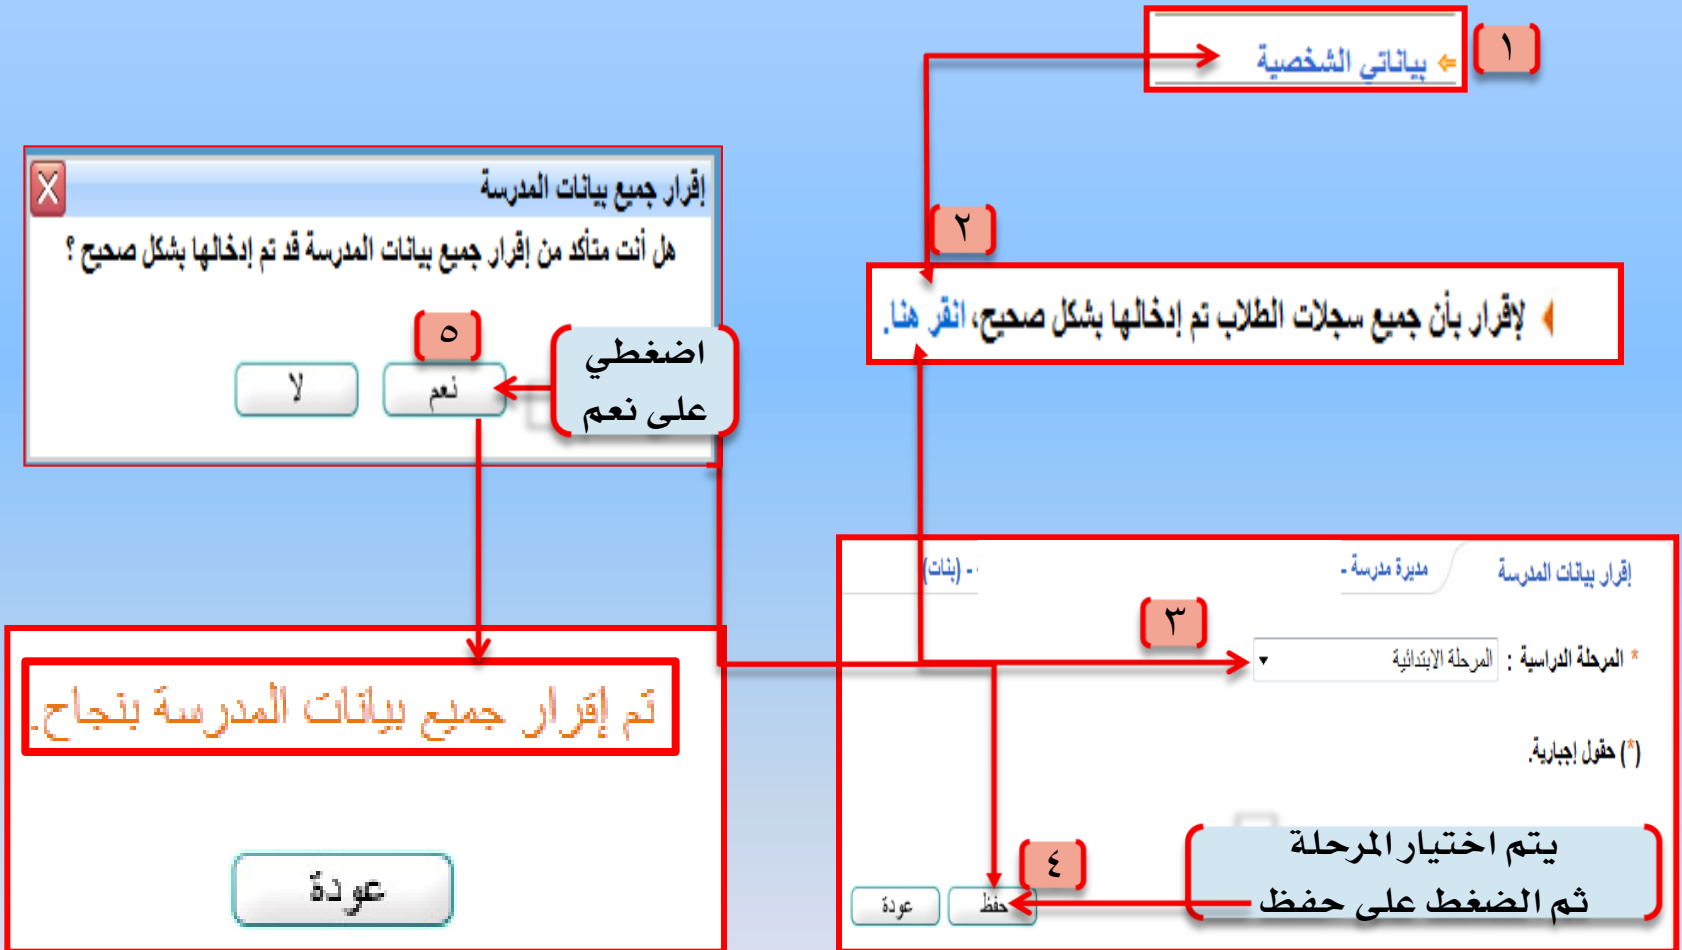 ١
بياناتي الشخصية
٢
لإقرار بأن جميع سجلات الطلاب تم إدخالها بشكل صحيح، انقر هنا.
إقرار بيانات المدرسة
مديرة مدرسة -
- (بنات)
٣
* المرحلة الدراسية : المرحلة الابتدائية
(*) حقول إجبارية.
يتم اختيار المرحلة
ثم الضغط على حفظ
٤
حفظ
عودة
إقرار جميع بيانات المدرسة
هل أنت متأكد من إقرار جميع بيانات المدرسة قد تم إدخالها بشكل صحيح ؟
٥
اضغطي
على نعم
نعم
لا
تم إقرار جميع بيانات المدرسة بنجاح.
عودة